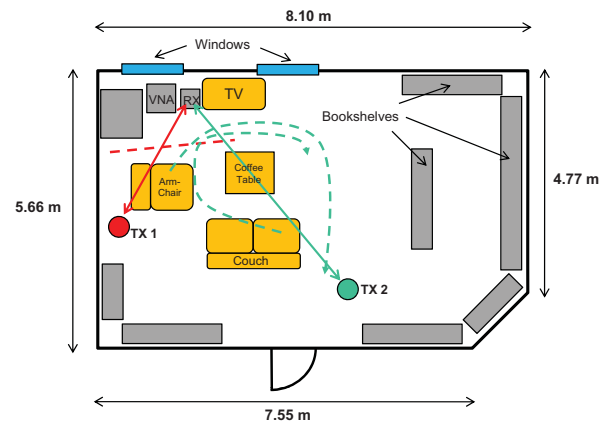 8.10 m
Windows
VNA
RX
TV
Bookshelves
Coffee
Table
Arm-
Chair
5.66 m
4.77 m
TX 1
Couch
TX 2
7.55 m